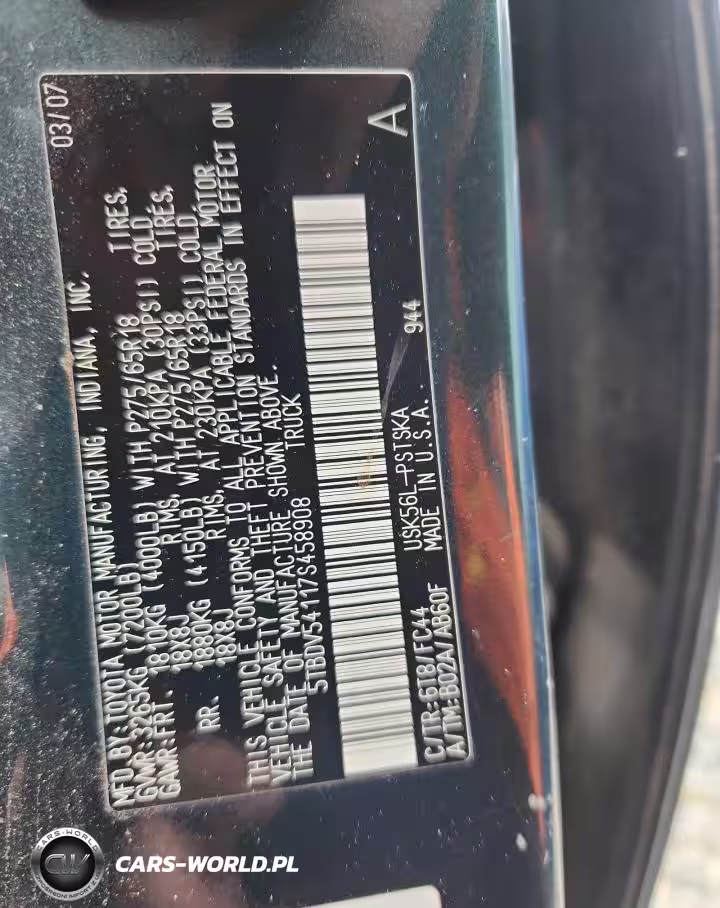 MFD.BY:TOYOTA MOTOR MANUFACTURING, INDIANA, INC. 03/07
GVWR:3265KG (7200LB)
GAWR:FRT. 1810KG (4000LB) WITH P275/65R18 TIRES,
18X8J RIMS, AT 210KPA (30PSI) COLD
RR. 1880KG (4150LB) WITH P275/65R18 TIRES,
18X8J RIMS, AT 230KPA (33PSI) COLD
THIS VEHICLE CONFORMS TO ALL APPLICABLE FEDERAL MOTOR
VEHICLE SAFETY AND THEFT PREVENTION STANDARDS IN EFFECT ON
THE DATE OF MANUFACTURE SHOWN ABOVE.
5TBDV54117S458908 TRUCK
C/TR:6T8/FC44 USK56L-PSTSKA 944 A
A/TM:B02A/AB60F MADE IN U.S.A.
CARS-WORLD
CW
CARS-WORLD.PL